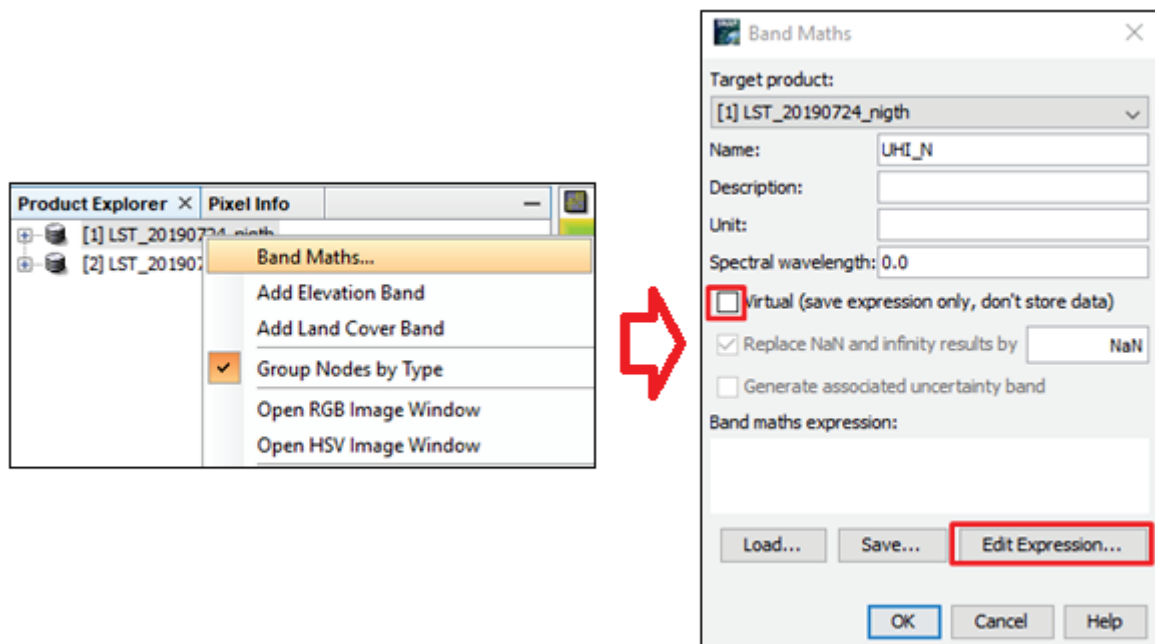 Product Explorer × Pixel Info
[1] LST_20190724_nigth
[2] LST_201907
Band Maths...
Add Elevation Band
Add Land Cover Band
Group Nodes by Type
Open RGB Image Window
Open HSV Image Window
Band Maths
Target product:
[1] LST_20190724_nigth
Name: UHI_N
Description:
Unit:
Spectral wavelength: 0.0
Virtual (save expression only, don't store data)
Replace NaN and infinity results by NaN
Generate associated uncertainty band
Band maths expression:
Load... Save... Edit Expression...
OK Cancel Help